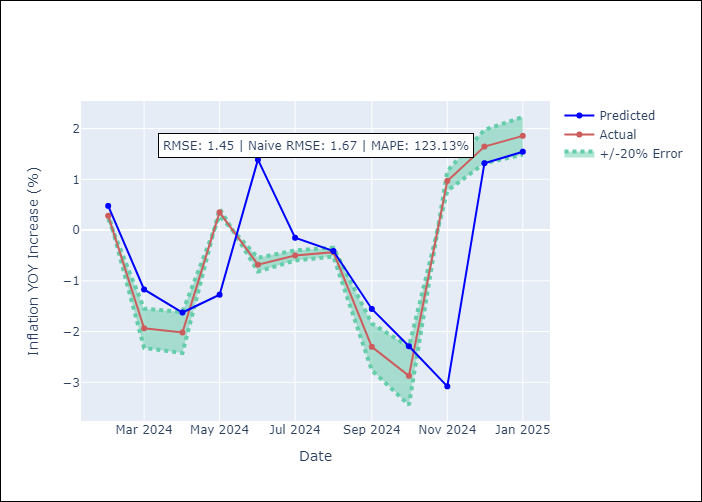 RMSE: 1.45 | Naive RMSE: 1.67 | MAPE: 123.13%
Predicted
Actual
+/-20% Error
Inflation YOY Increase (%)
2
1
0
−1
−2
−3
Mar 2024
May 2024
Jul 2024
Sep 2024
Nov 2024
Jan 2025
Date